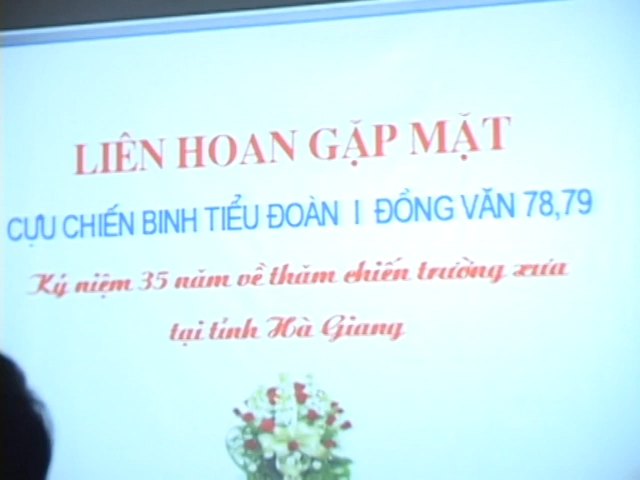 LIÊN HOAN GẶP MẶT
CỰU CHIẾN BINH TIỂU ĐOÀN I ĐỒNG VĂN 78,79
Kỷ niệm 35 năm về thăm chiến trường xưa
tại tỉnh Hà Giang